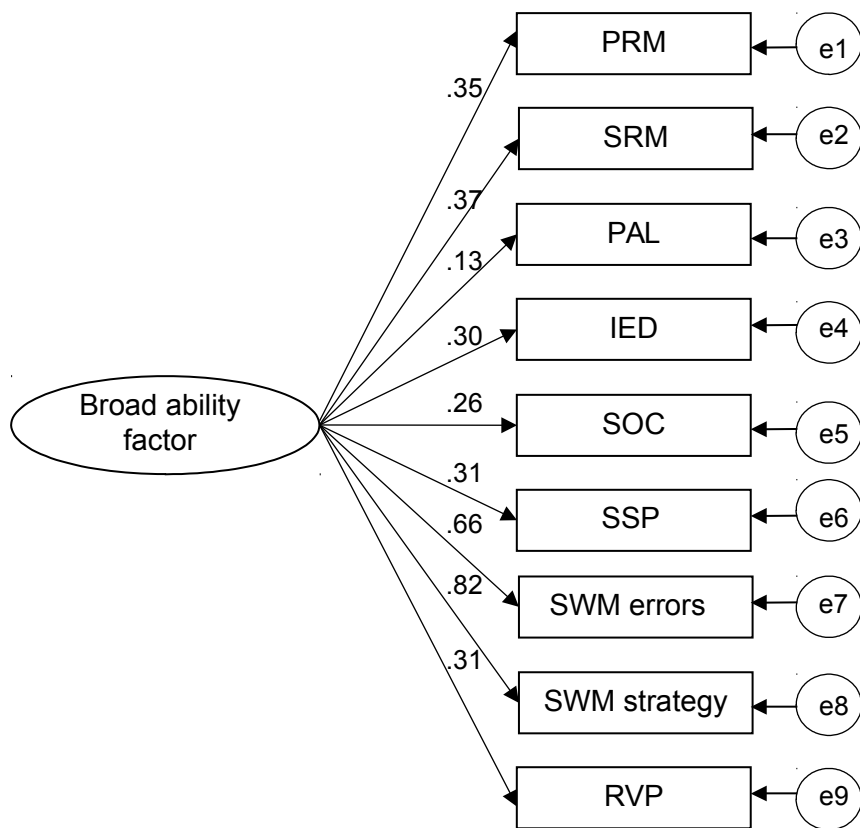 PRM
e1
.35
SRM
e2
.37
PAL
e3
.13
IED
e4
.30
Broad ability
factor
.26
SOC
e5
.31
SSP
e6
.66
SWM errors
e7
.82
SWM strategy
e8
.31
RVP
e9